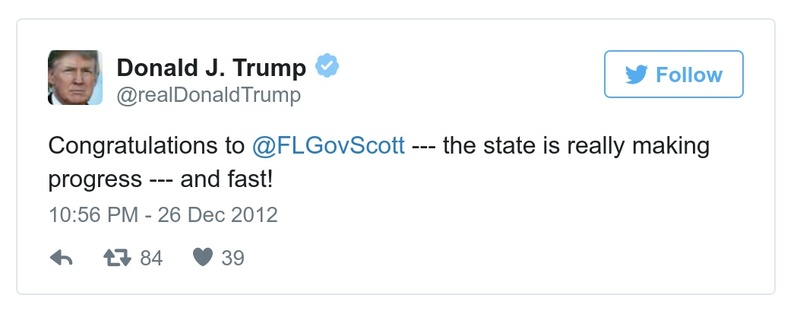 Donald J. Trump
@realDonaldTrump
Follow
Congratulations to @FLGovScott --- the state is really making
progress --- and fast!
10:56 PM - 26 Dec 2012
84 39